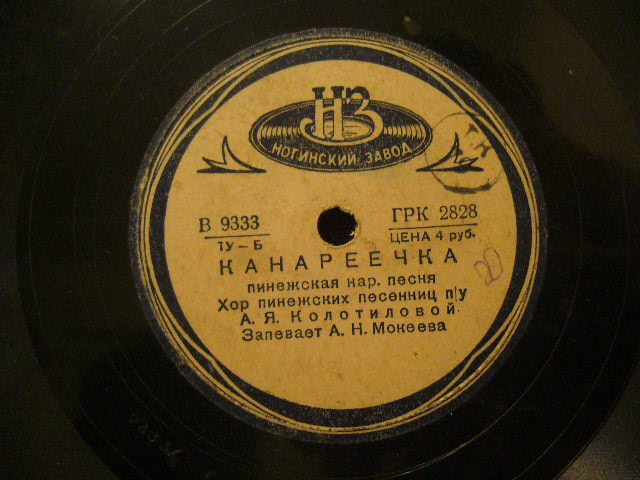 НЗ
НОГИНСКИЙ ЗАВОД
В 9333
ГРК 2828
1У-Б
ЦЕНА 4 руб.
КАНАРЕЕЧКА
пинежская нар. песня
Хор пинежских песенниц п/у
А. Я. Колотиловой
Запевает А. Н. Мокеева
20